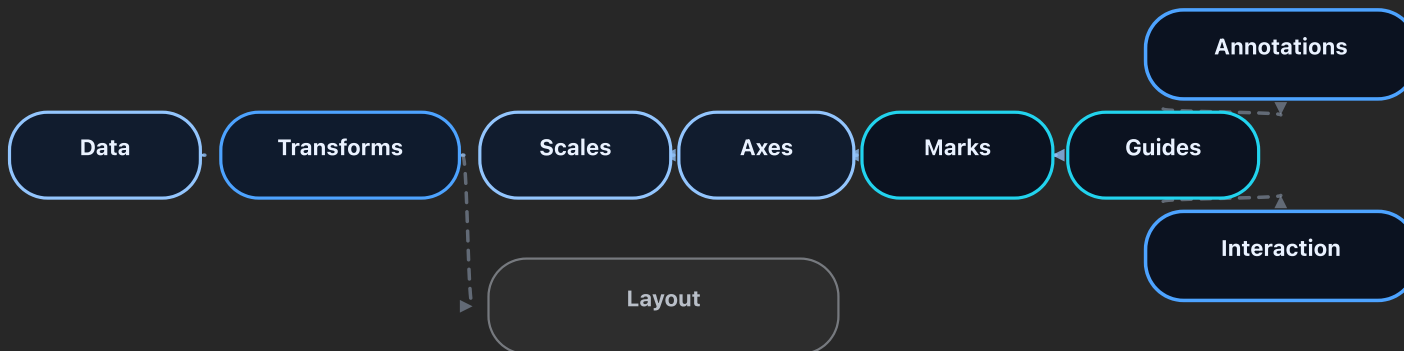 Annotations
Data
Transforms
Scales
Axes
Marks
Guides
Interaction
Layout